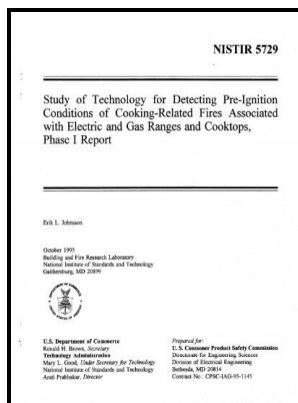 NISTIR 5729
Study of Technology for Detecting Pre-Ignition
Conditions of Cooking-Related Fires Associated
with Electric and Gas Ranges and Cooktops,
Phase I Report
Erik L. Johnsson
October 1995
Building and Fire Research Laboratory
National Institute of Standards and Technology
Gaithersburg, MD 20899
U.S. Department of Commerce
Ronald H. Brown, Secretary
Technology Administration
Mary L. Good, Under Secretary for Technology
National Institute of Standards and Technology
Arati Prabhakar, Director
Prepared for:
U. S. Consumer Product Safety Commission
Directorate for Engineering Sciences
Division of Electrical Engineering
Bethesda, MD 20814
Contract No : CPSC-IAG-95-1145